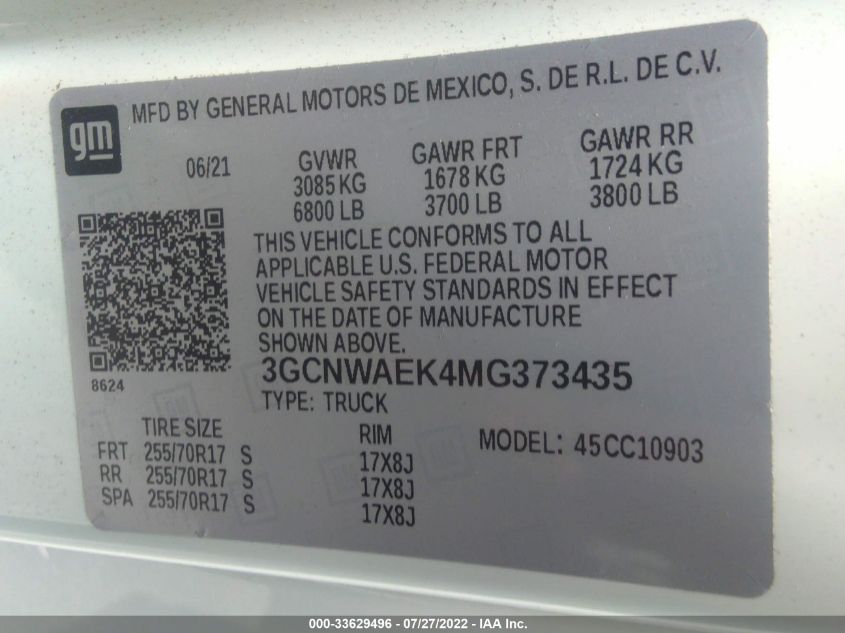 gm MFD BY GENERAL MOTORS DE MEXICO, S. DE R.L. DE C.V.
06/21 GVWR GAWR FRT GAWR RR
3085 KG 1678 KG 1724 KG
6800 LB 3700 LB 3800 LB
THIS VEHICLE CONFORMS TO ALL
APPLICABLE U.S. FEDERAL MOTOR
VEHICLE SAFETY STANDARDS IN EFFECT
ON THE DATE OF MANUFACTURE
SHOWN ABOVE.
8624
3GCNWAEK4MG373435
TYPE: TRUCK
TIRE SIZE RIM MODEL: 45CC10903
FRT 255/70R17 S 17X8J
RR 255/70R17 S 17X8J
SPA 255/70R17 S 17X8J
000-33629496 - 07/27/2022 - IAA Inc.